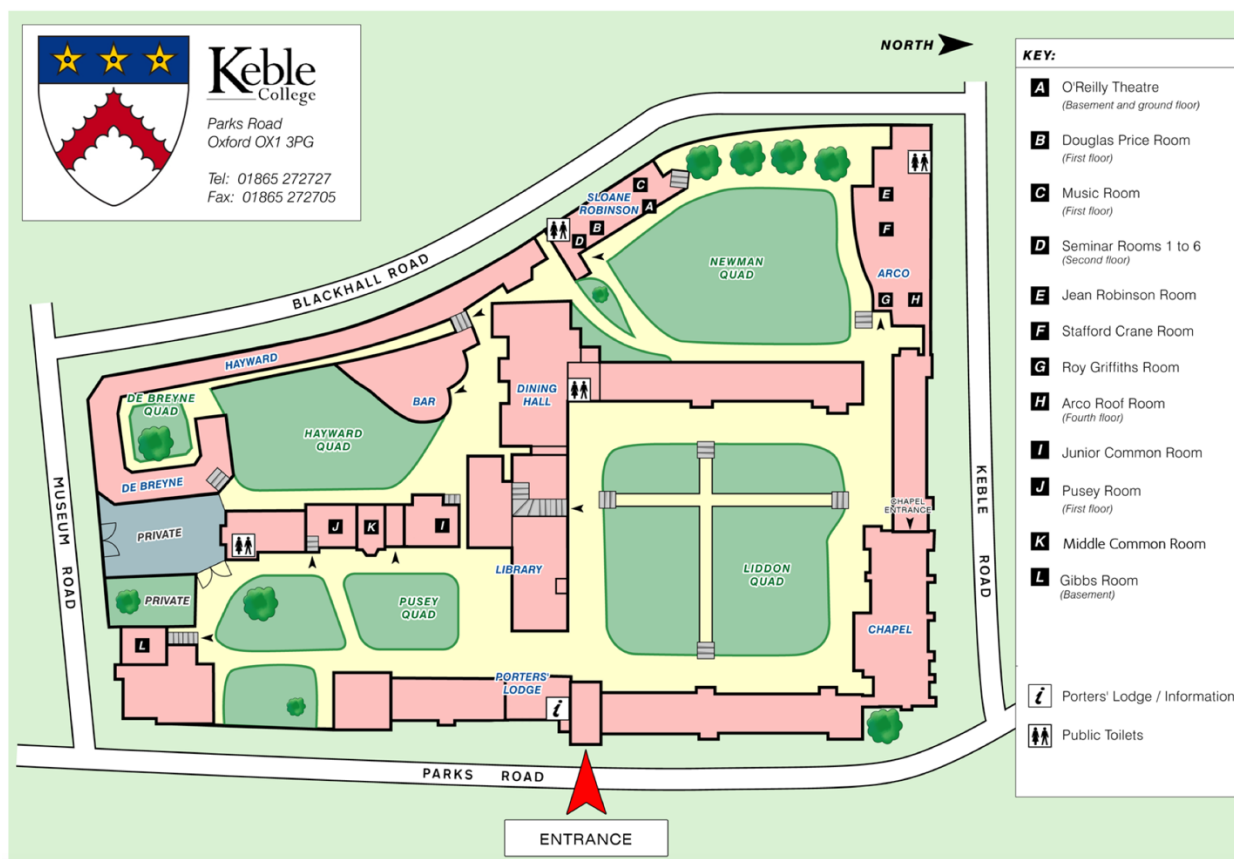 Keble
College
Parks Road
Oxford OX1 3PG
Tel: 01865 272727
Fax: 01865 272705
NORTH
KEY:
A O'Reilly Theatre
(Basement and ground floor)
B Douglas Price Room
(First floor)
C Music Room
(First floor)
D Seminar Rooms 1 to 6
(Second floor)
E Jean Robinson Room
F Stafford Crane Room
G Roy Griffiths Room
H Arco Roof Room
(Fourth floor)
I Junior Common Room
J Pusey Room
(First floor)
K Middle Common Room
L Gibbs Room
(Basement)
i Porters' Lodge / Information
Public Toilets
BLACKHALL ROAD
MUSEUM ROAD
KEBLE ROAD
PARKS ROAD
C
SLOANE
ROBINSON
A
B
D
NEWMAN
QUAD
E
F
ARCO
G
H
HAYWARD
DE BREYNE
QUAD
HAYWARD
QUAD
BAR
DINING
HALL
DE BREYNE
PRIVATE
J
K
I
LIBRARY
CHAPEL
ENTRANCE
LIDDON
QUAD
PRIVATE
PUSEY
QUAD
CHAPEL
L
PORTERS'
LODGE
i
ENTRANCE